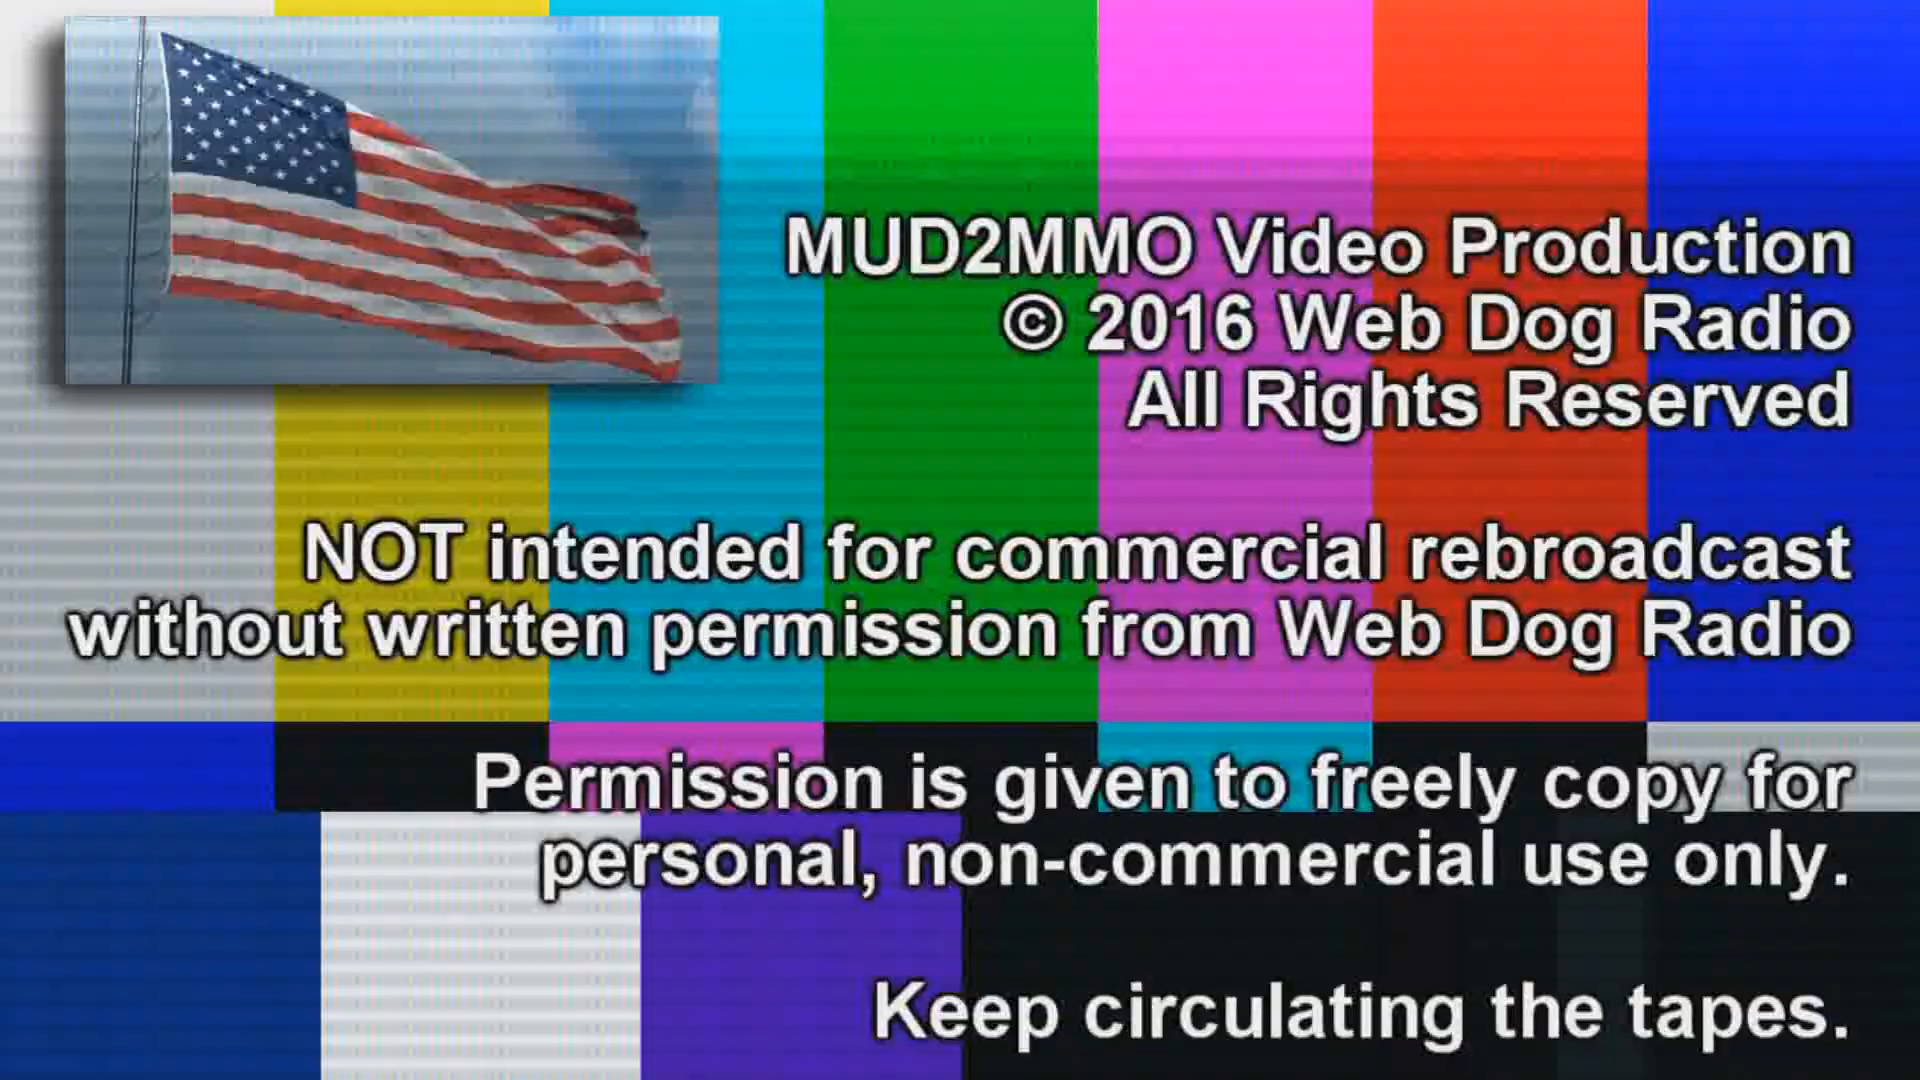 MUD2MMO Video Production
© 2016 Web Dog Radio
All Rights Reserved
NOT intended for commercial rebroadcast
without written permission from Web Dog Radio
Permission is given to freely copy for
personal, non-commercial use only.
Keep circulating the tapes.